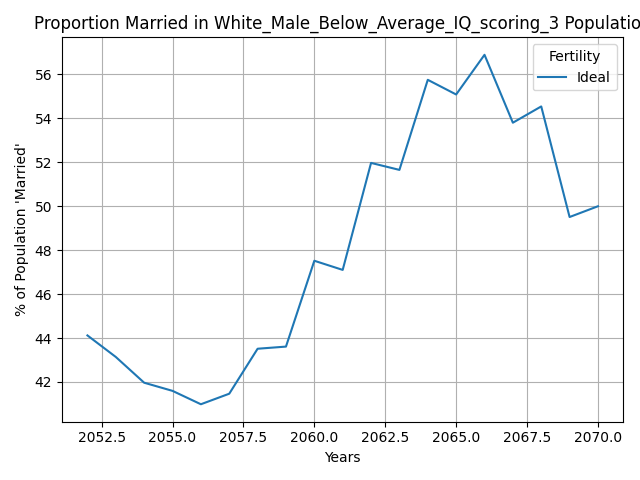 Proportion Married in White_Male_Below_Average_IQ_scoring_3 Populatio
Fertility
Ideal
% of Population 'Married'
56
54
52
50
48
46
44
42
2052.5 2055.0 2057.5 2060.0 2062.5 2065.0 2067.5 2070.0
Years